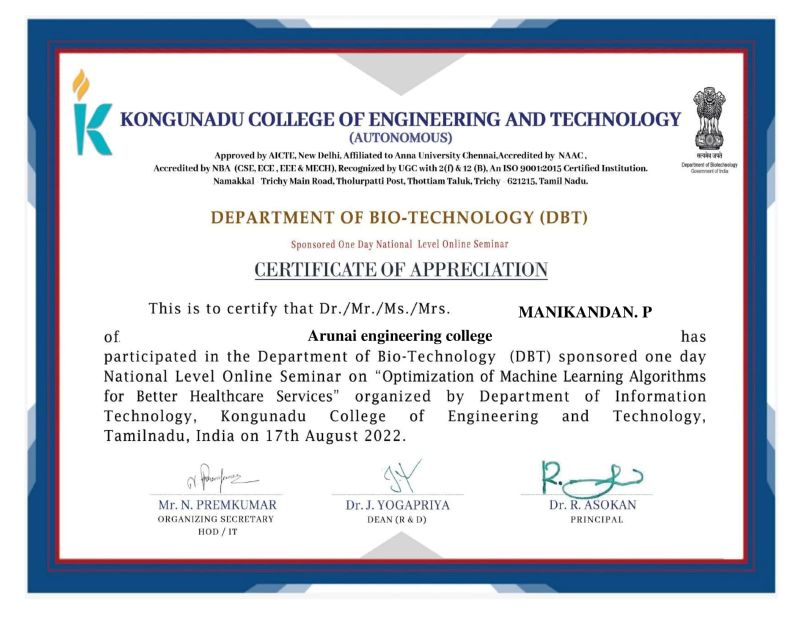 KONGUNADU COLLEGE OF ENGINEERING AND TECHNOLOGY
(AUTONOMOUS)
Approved by AICTE, New Delhi, Affiliated to Anna University Chennai,Accredited by NAAC ,
Accredited by NBA (CSE, ECE , EEE & MECH), Recognized by UGC with 2(f) & 12 (B), An ISO 9001:2015 Certified Institution.
Namakkal - Trichy Main Road, Tholurpatti Post, Thottiam Taluk, Trichy - 621215, Tamil Nadu.
सत्यमेव जयते
Department of Biotechnology
Government of India
DEPARTMENT OF BIO-TECHNOLOGY (DBT)
Sponsored One Day National Level Online Seminar
CERTIFICATE OF APPRECIATION
This is to certify that Dr./Mr./Ms./Mrs. MANIKANDAN. P
of Arunai engineering college has
participated in the Department of Bio-Technology (DBT) sponsored one day
National Level Online Seminar on “Optimization of Machine Learning Algorithms
for Better Healthcare Services” organized by Department of Information
Technology, Kongunadu College of Engineering and Technology,
Tamilnadu, India on 17th August 2022.
Mr. N. PREMKUMAR
ORGANIZING SECRETARY
HOD / IT
Dr. J. YOGAPRIYA
DEAN (R & D)
Dr. R. ASOKAN
PRINCIPAL